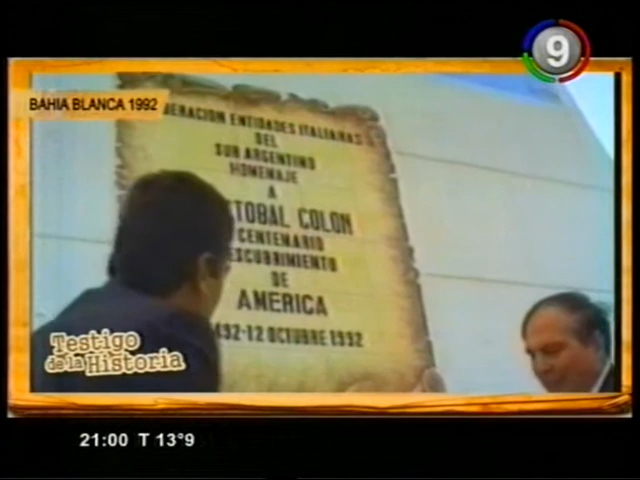 9
BAHIA BLANCA 1992
ERACION ENTIDADES ITALIANAS
DEL
SUR ARGENTINO
HOMENAJE
A
TOBAL COLON
CENTENARIO
ESCUBRIMIENTO
DE
AMERICA
492-12 OCTUBRE 1992
Testigo
de la Historia
21:00 T 13°9